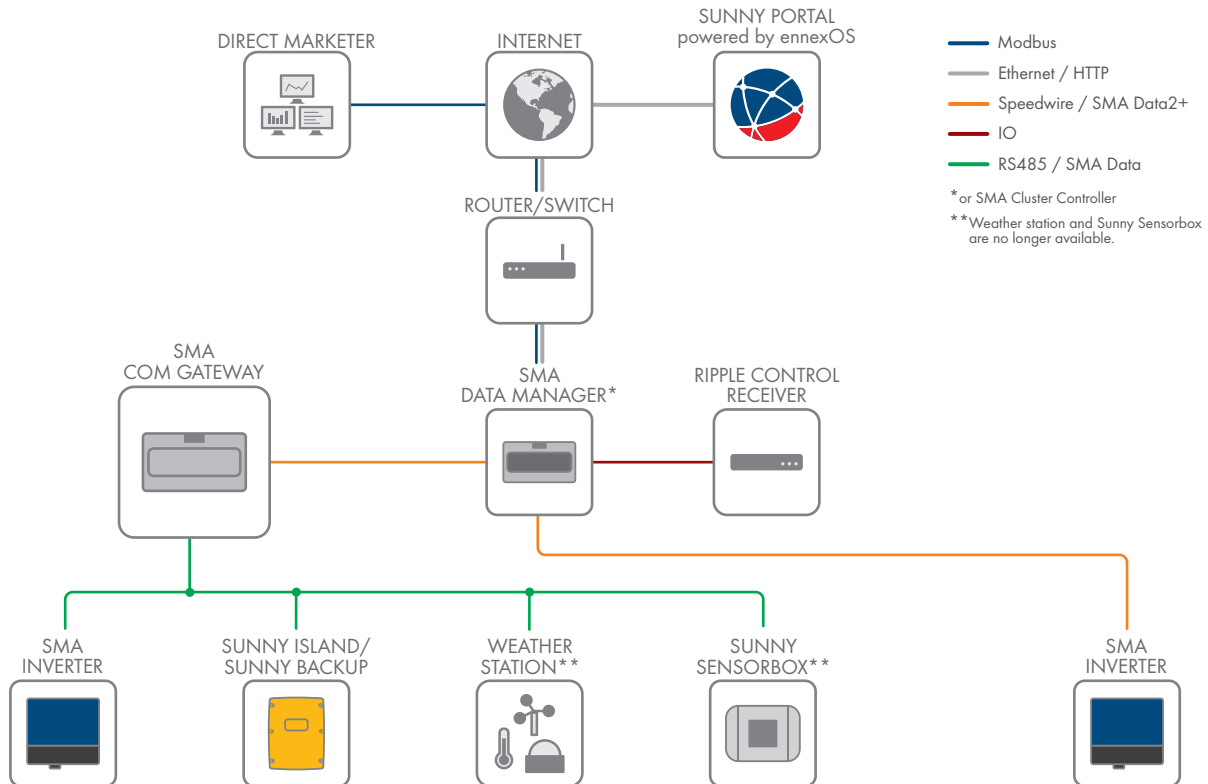 SUNNY PORTAL
powered by ennexOS
DIRECT MARKETER
INTERNET
Modbus
Ethernet / HTTP
Speedwire / SMA Data2+
IO
RS485 / SMA Data
*or SMA Cluster Controller
**Weather station and Sunny Sensorbox
are no longer available.
ROUTER/SWITCH
SMA
COM GATEWAY
SMA
DATA MANAGER*
RIPPLE CONTROL
RECEIVER
SMA
INVERTER
SUNNY ISLAND/
SUNNY BACKUP
WEATHER
STATION**
SUNNY
SENSORBOX**
SMA
INVERTER